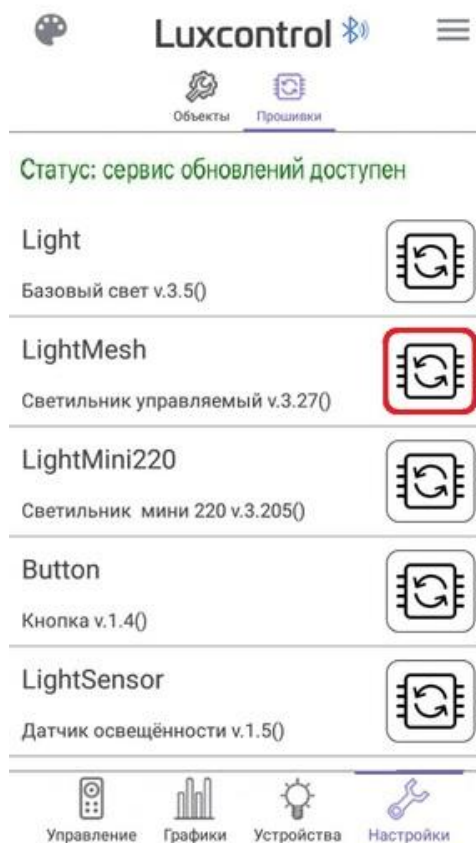 Luxcontrol
Объекты Прошивки
Статус: сервис обновлений доступен
Light
Базовый свет v.3.5()
LightMesh
Светильник управляемый v.3.27()
LightMini220
Светильник мини 220 v.3.205()
Button
Кнопка v.1.4()
LightSensor
Датчик освещённости v.1.5()
Управление Графики Устройства Настройки